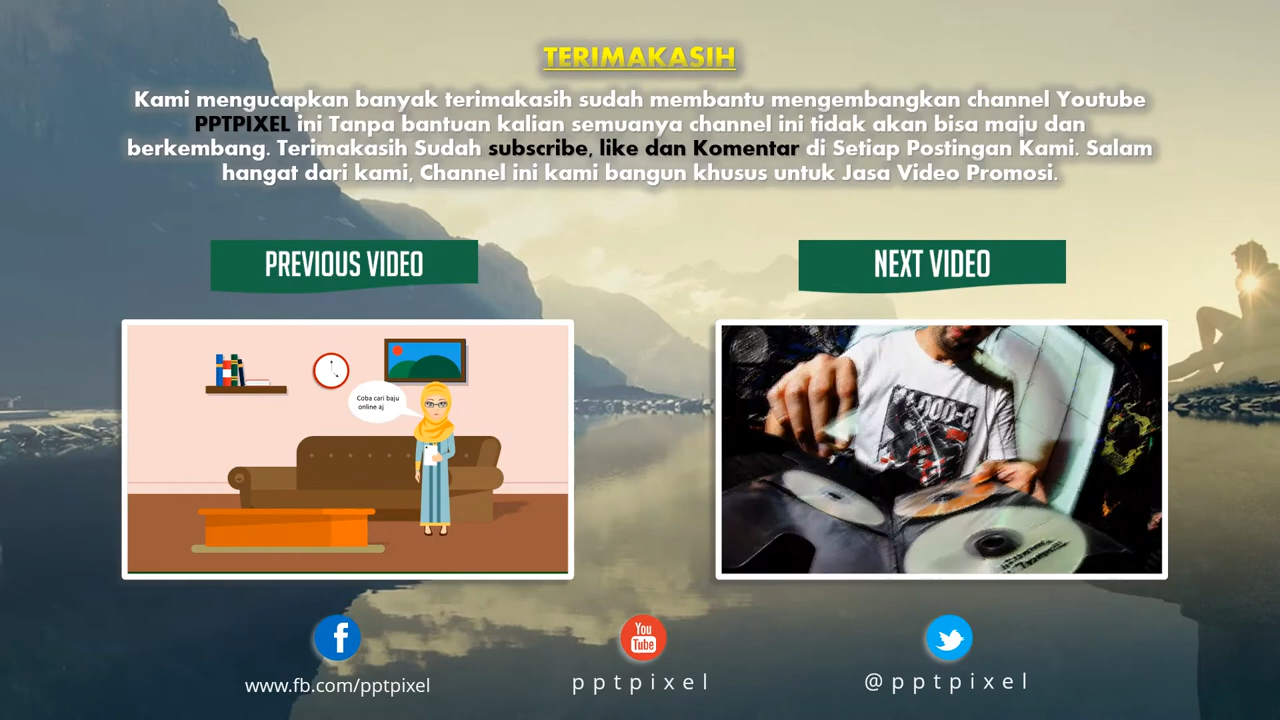 TERIMAKASIH
Kami mengucapkan banyak terimakasih sudah membantu mengembangkan channel Youtube
PPTPIXEL ini Tanpa bantuan kalian semuanya channel ini tidak akan bisa maju dan
berkembang. Terimakasih Sudah subscribe, like dan Komentar di Setiap Postingan Kami. Salam
hangat dari kami, Channel ini kami bangun khusus untuk Jasa Video Promosi.
PREVIOUS VIDEO
NEXT VIDEO
Coba cari baju
online aj
You
Tube
www.fb.com/pptpixel
pptpixel
@pptpixel